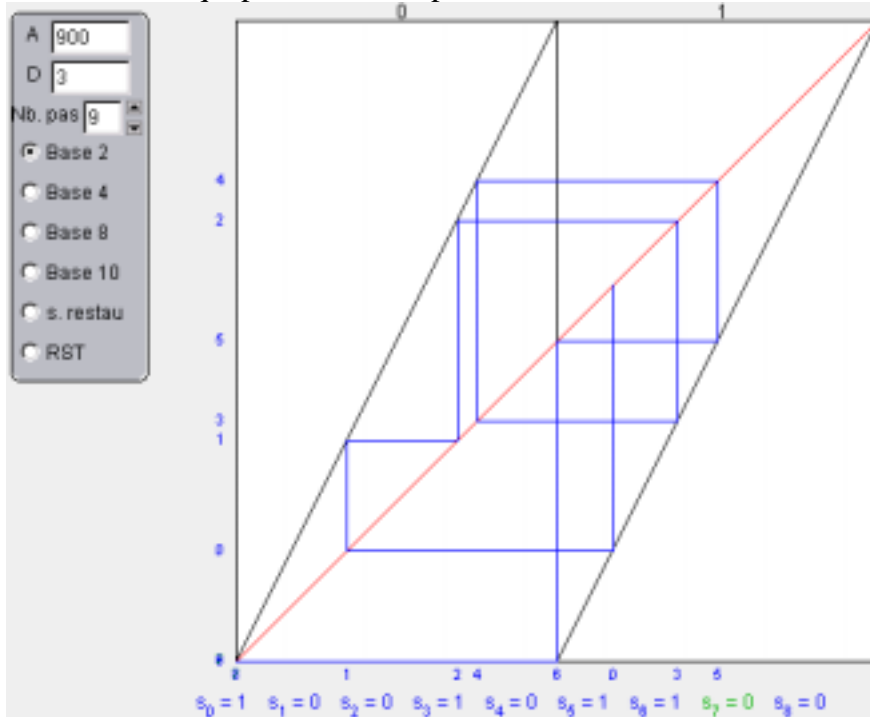 0 1
A 900
D 3
Nb. pas 9
Base 2
Base 4
Base 8
Base 10
s. restau
RST
4
2
5
3
1
0
1 2 4 6 0 3 5
s0 = 1 s1 = 0 s2 = 0 s3 = 1 s4 = 0 s5 = 1 s6 = 1 s7 = 0 s8 = 0